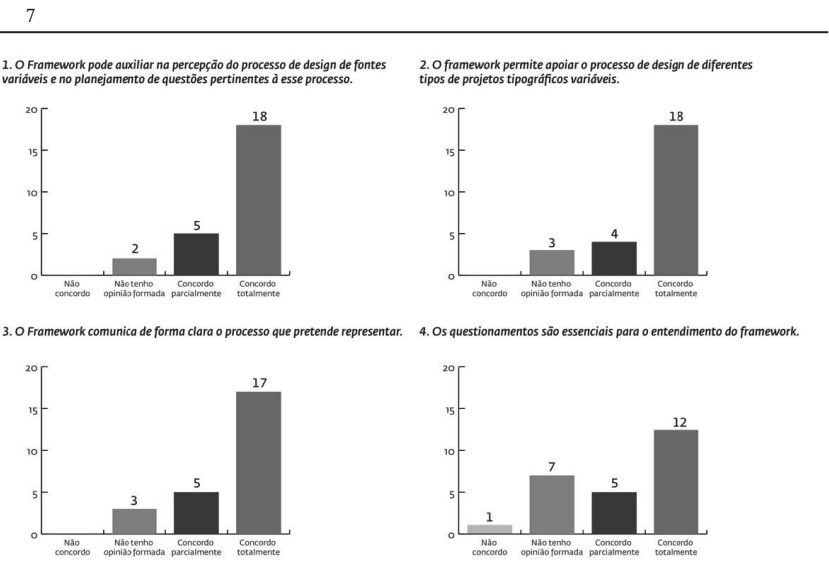 7
1. O Framework pode auxiliar na percepção do processo de design de fontes
variáveis e no planejamento de questões pertinentes à esse processo.
20
15
10
5
0
2
5
18
Não
concordo
Não tenho
opinião formada
Concordo
parcialmente
Concordo
totalmente
2. O framework permite apoiar o processo de design de diferentes
tipos de projetos tipográficos variáveis.
20
15
10
5
0
3
4
18
Não
concordo
Não tenho
opinião formada
Concordo
parcialmente
Concordo
totalmente
3. O Framework comunica de forma clara o processo que pretende representar.
20
15
10
5
0
3
5
17
Não
concordo
Não tenho
opinião formada
Concordo
parcialmente
Concordo
totalmente
4. Os questionamentos são essenciais para o entendimento do framework.
20
15
10
5
0
1
7
5
12
Não
concordo
Não tenho
opinião formada
Concordo
parcialmente
Concordo
totalmente